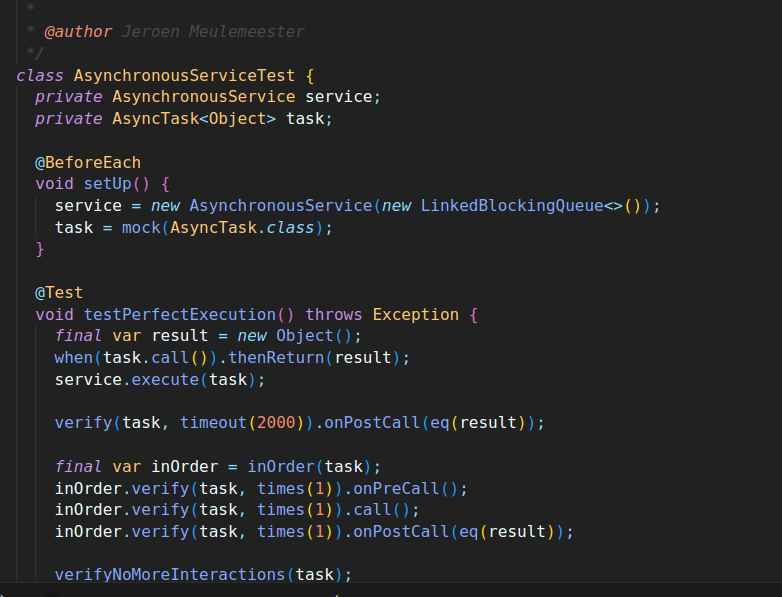 *
* @author Jeroen Meulemeester
*/
class AsynchronousServiceTest {
  private AsynchronousService service;
  private AsyncTask<Object> task;

  @BeforeEach
  void setUp() {
    service = new AsynchronousService(new LinkedBlockingQueue<>());
    task = mock(AsyncTask.class);
  }

  @Test
  void testPerfectExecution() throws Exception {
    final var result = new Object();
    when(task.call()).thenReturn(result);
    service.execute(task);

    verify(task, timeout(2000)).onPostCall(eq(result));

    final var inOrder = inOrder(task);
    inOrder.verify(task, times(1)).onPreCall();
    inOrder.verify(task, times(1)).call();
    inOrder.verify(task, times(1)).onPostCall(eq(result));

    verifyNoMoreInteractions(task);